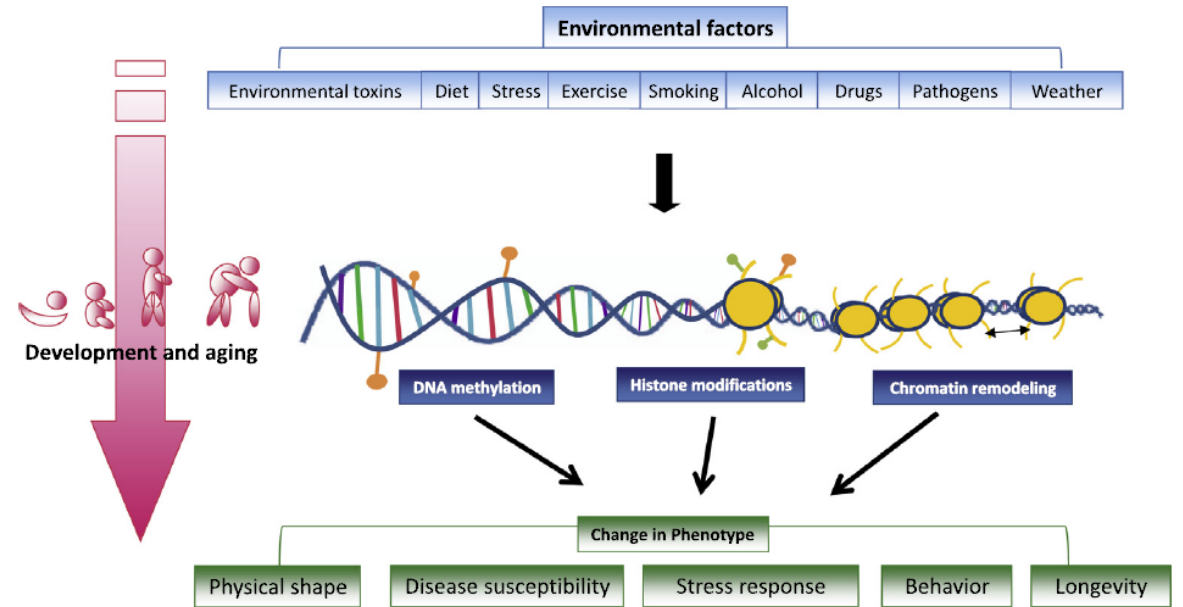 Environmental factors
Environmental toxins Diet Stress Exercise Smoking Alcohol Drugs Pathogens Weather
Development and aging
DNA methylation Histone modifications Chromatin remodeling
Change in Phenotype
Physical shape Disease susceptibility Stress response Behavior Longevity